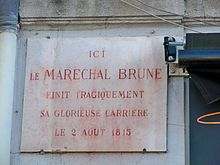 ICI
LE MARECHAL BRUNE
FINIT TRAGIQUEMENT
SA GLORIEUSE CARRIERE
LE 2 AOUT 1815